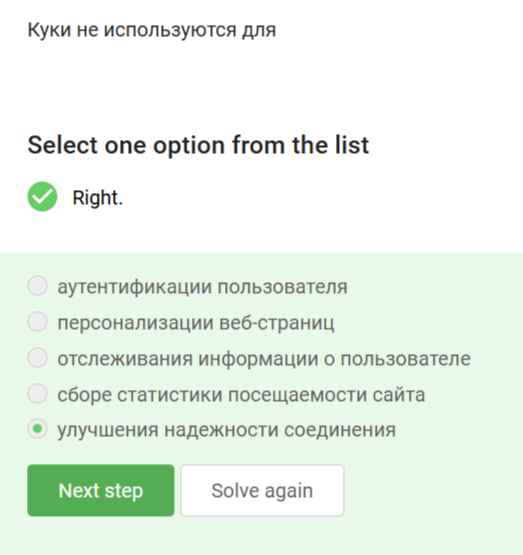 Куки не используются для
Select one option from the list
Right.
аутентификации пользователя
персонализации веб-страниц
отслеживания информации о пользователе
сборе статистики посещаемости сайта
улучшения надежности соединения
Next step
Solve again